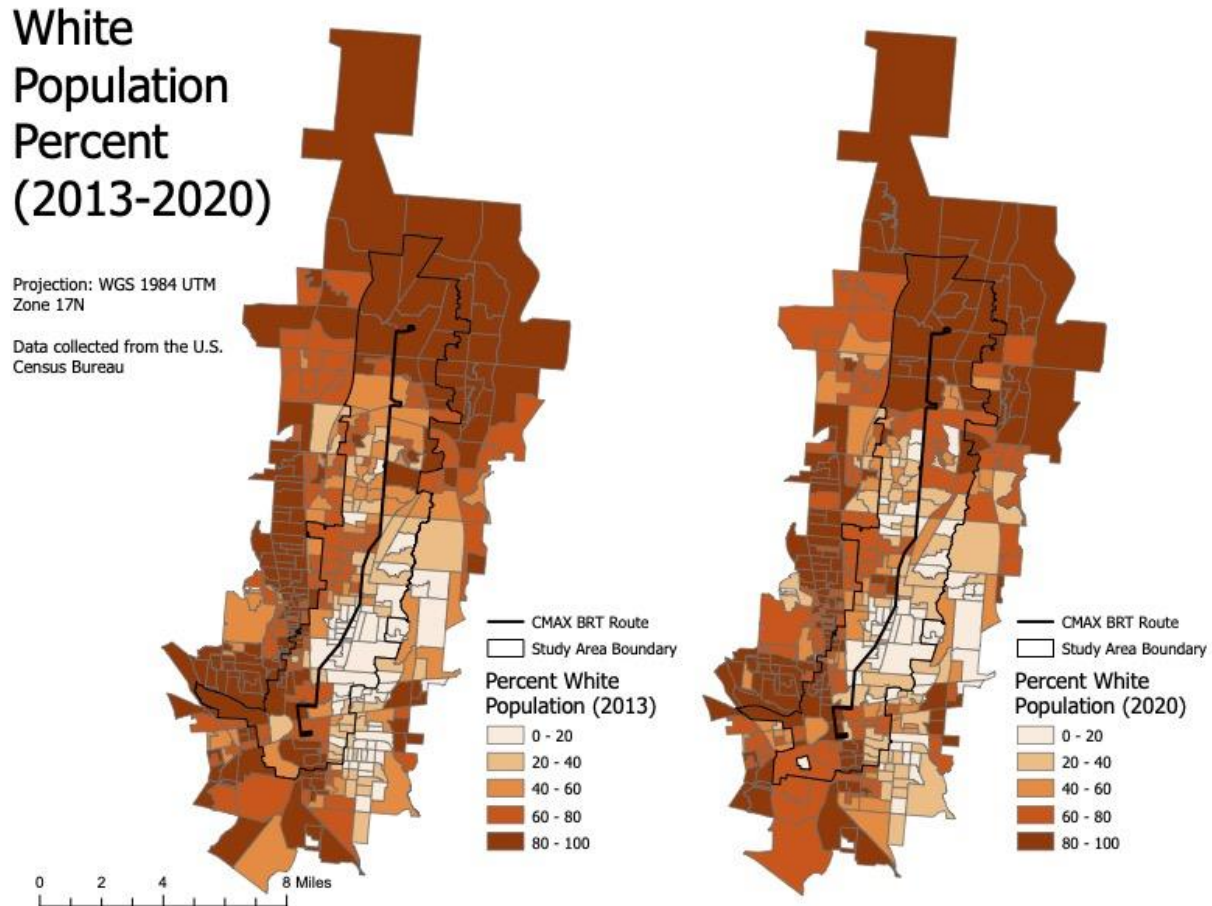 White
Population
Percent
(2013-2020)
Projection: WGS 1984 UTM
Zone 17N
Data collected from the U.S.
Census Bureau
CMAX BRT Route
Study Area Boundary
Percent White
Population (2013)
0 - 20
20 - 40
40 - 60
60 - 80
80 - 100
CMAX BRT Route
Study Area Boundary
Percent White
Population (2020)
0 - 20
20 - 40
40 - 60
60 - 80
80 - 100
0 2 4 8 Miles